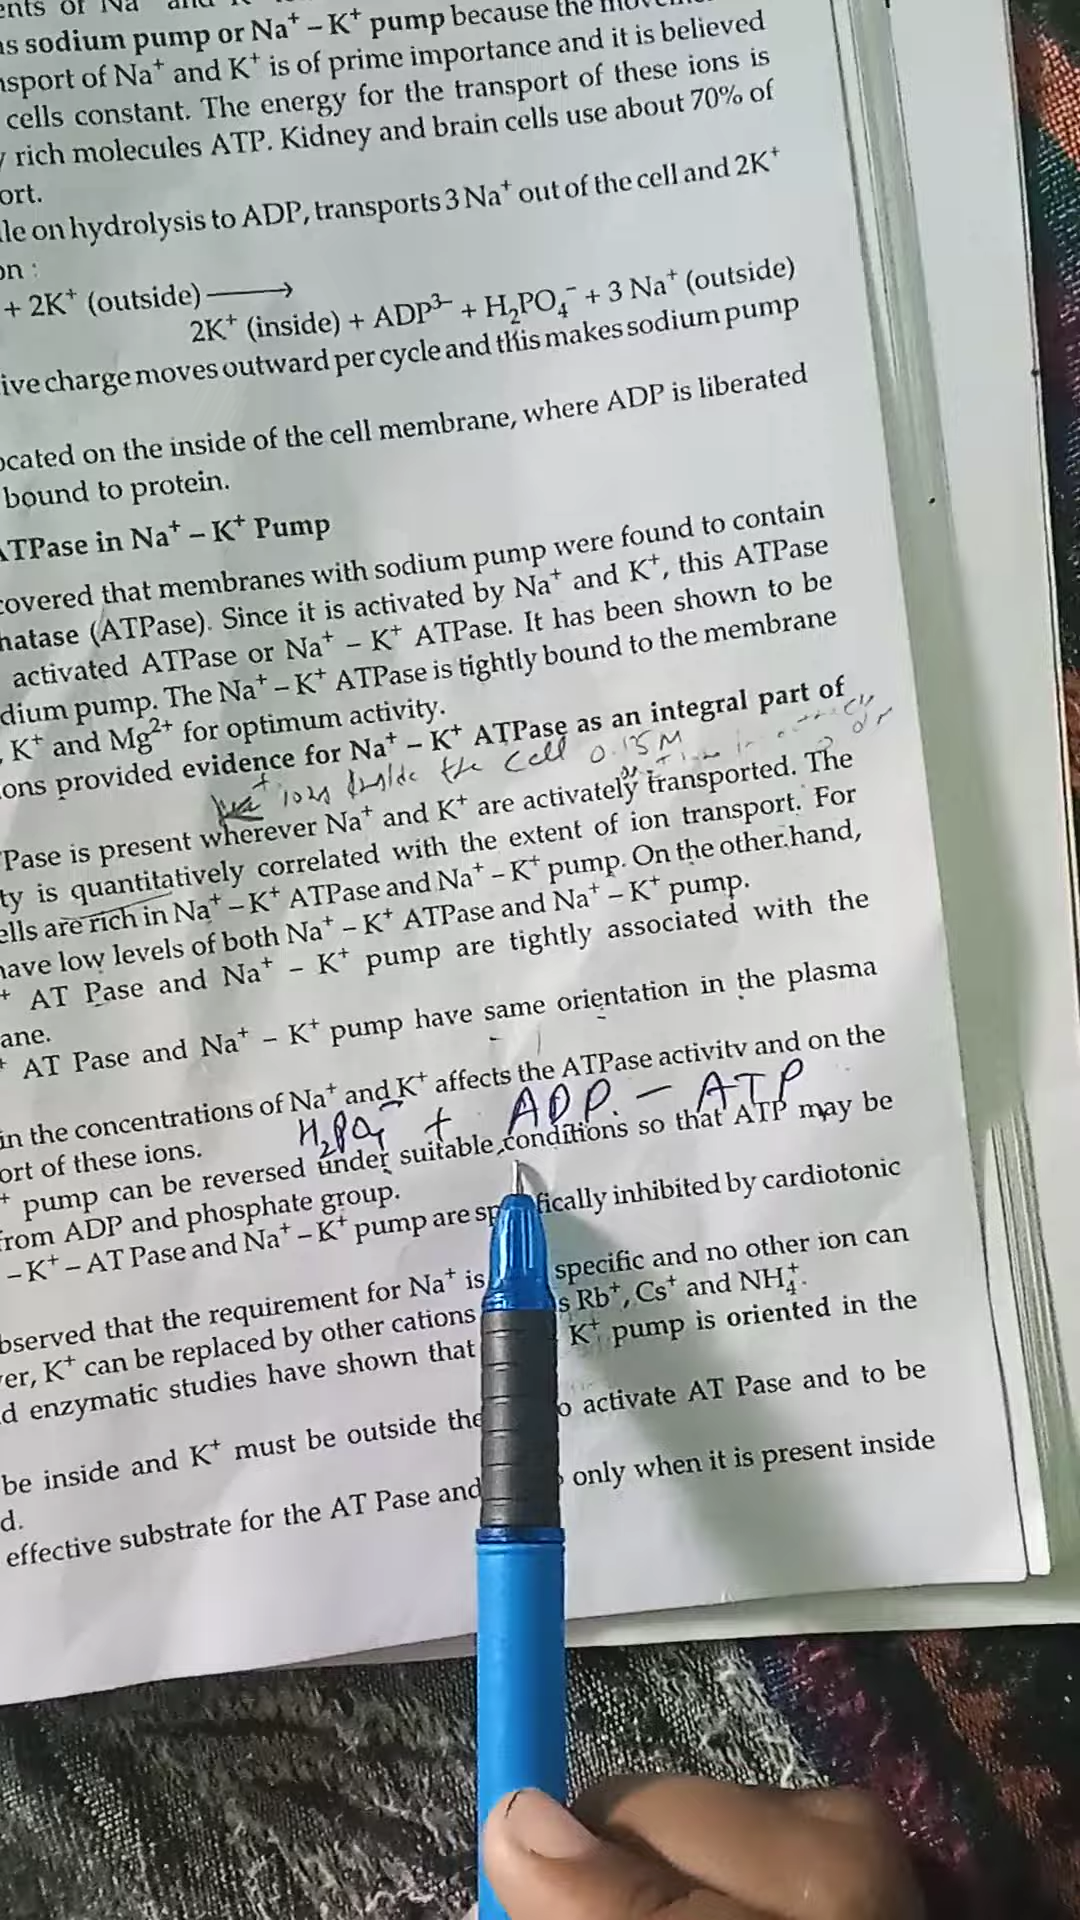 ents of Na and K
as sodium pump or Na⁺ – K⁺ pump because the
nsport of Na⁺ and K⁺ is of prime importance and it is believed
cells constant. The energy for the transport of these ions is
y rich molecules ATP. Kidney and brain cells use about 70% of
ort.
le on hydrolysis to ADP, transports 3 Na⁺ out of the cell and 2K⁺
on :
+ 2K⁺ (outside) ⟶
2K⁺ (inside) + ADP³⁻ + H₂PO₄⁻ + 3 Na⁺ (outside)
ive charge moves outward per cycle and this makes sodium pump
ocated on the inside of the cell membrane, where ADP is liberated
bound to protein.
ATPase in Na⁺ – K⁺ Pump
covered that membranes with sodium pump were found to contain
hatase (ATPase). Since it is activated by Na⁺ and K⁺, this ATPase
activated ATPase or Na⁺ – K⁺ ATPase. It has been shown to be
dium pump. The Na⁺ – K⁺ ATPase is tightly bound to the membrane
K⁺ and Mg²⁺ for optimum activity.
ons provided evidence for Na⁺ – K⁺ ATPase as an integral part of
ions inside the cell 0.15M
Pase is present wherever Na⁺ and K⁺ are activately transported. The
ty is quantitatively correlated with the extent of ion transport. For
ells are rich in Na⁺ – K⁺ ATPase and Na⁺ – K⁺ pump. On the other hand,
have low levels of both Na⁺ – K⁺ ATPase and Na⁺ – K⁺ pump.
⁺ AT Pase and Na⁺ – K⁺ pump are tightly associated with the
ane.
⁺ AT Pase and Na⁺ – K⁺ pump have same orientation in the plasma
in the concentrations of Na⁺ and K⁺ affects the ATPase activity and on the
ort of these ions.
H₂PO₄⁻ + ADP. – ATP
⁺ pump can be reversed under suitable conditions so that ATP may be
from ADP and phosphate group.
– K⁺ – AT Pase and Na⁺ – K⁺ pump are sp fically inhibited by cardiotonic
bserved that the requirement for Na⁺ is specific and no other ion can
er, K⁺ can be replaced by other cations s Rb⁺, Cs⁺ and NH₄⁺.
d enzymatic studies have shown that K⁺ pump is oriented in the
be inside and K⁺ must be outside the o activate AT Pase and to be
d.
effective substrate for the AT Pase and only when it is present inside